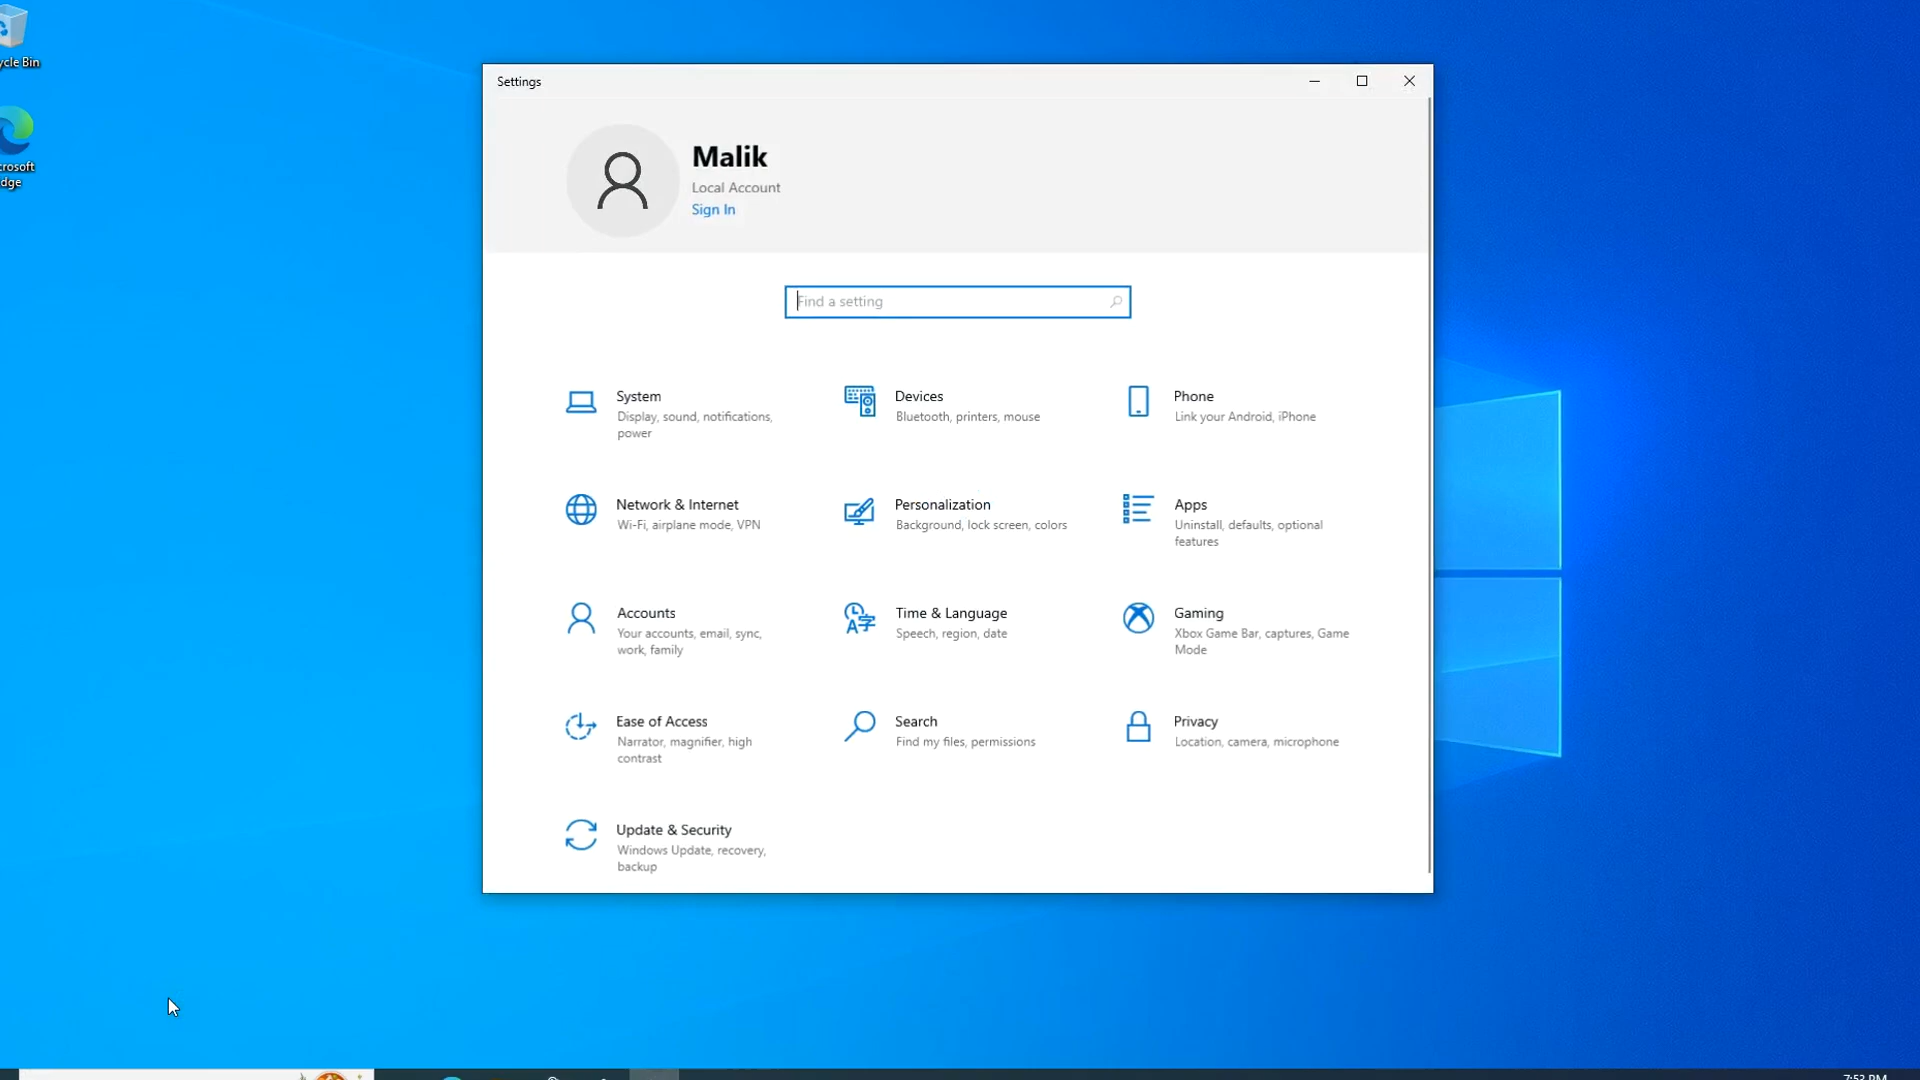 ycle Bin
crosoft
dge
Settings
Malik
Local Account
Sign In
Find a setting
System
Display, sound, notifications,
power
Devices
Bluetooth, printers, mouse
Phone
Link your Android, iPhone
Network & Internet
Wi-Fi, airplane mode, VPN
Personalization
Background, lock screen, colors
Apps
Uninstall, defaults, optional
features
Accounts
Your accounts, email, sync,
work, family
Time & Language
Speech, region, date
Gaming
Xbox Game Bar, captures, Game
Mode
Ease of Access
Narrator, magnifier, high
contrast
Search
Find my files, permissions
Privacy
Location, camera, microphone
Update & Security
Windows Update, recovery,
backup
7:53 PM